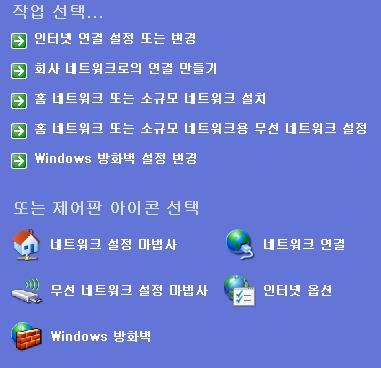 작업 선택...
인터넷 연결 설정 또는 변경
회사 네트워크로의 연결 만들기
홈 네트워크 또는 소규모 네트워크 설치
홈 네트워크 또는 소규모 네트워크용 무선 네트워크 설정
Windows 방화벽 설정 변경
또는 제어판 아이콘 선택
네트워크 설정 마법사
네트워크 연결
무선 네트워크 설정 마법사
인터넷 옵션
Windows 방화벽